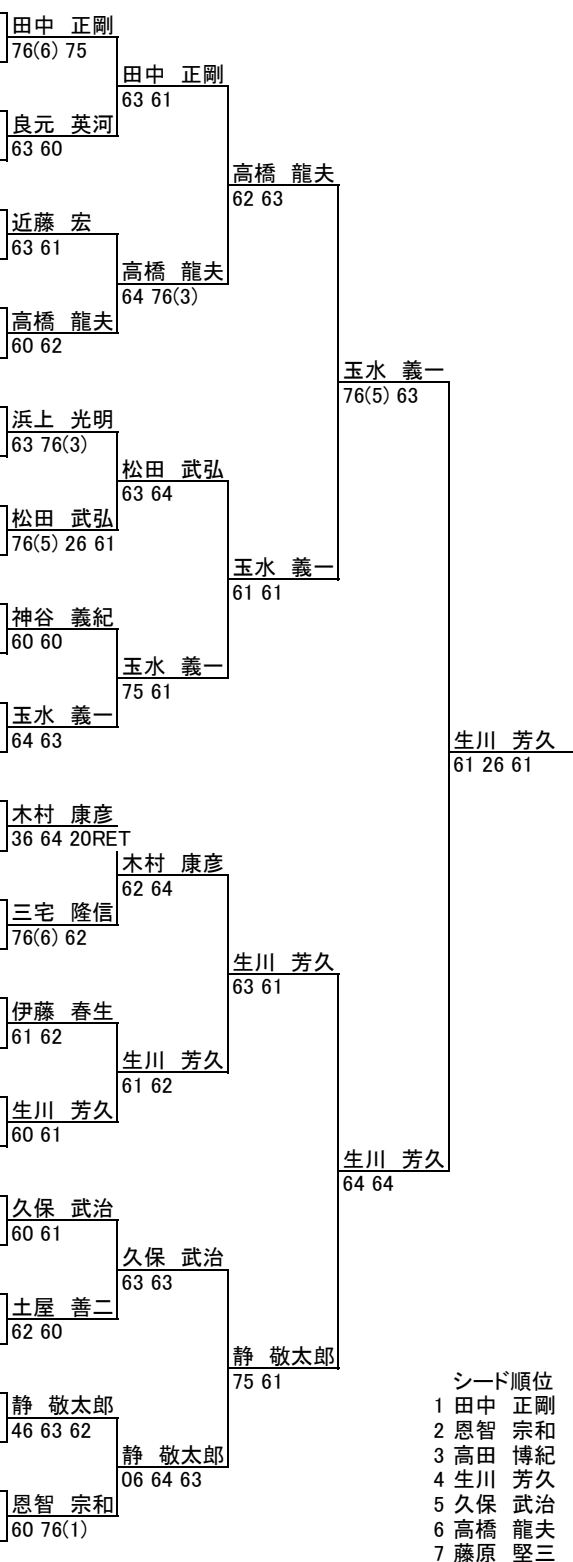 田中 正剛
76(6) 75
田中 正剛
63 61
良元 英河
63 60
高橋 龍夫
62 63
近藤 宏
63 61
高橋 龍夫
64 76(3)
高橋 龍夫
60 62
玉水 義一
76(5) 63
浜上 光明
63 76(3)
松田 武弘
63 64
松田 武弘
76(5) 26 61
玉水 義一
61 61
神谷 義紀
60 60
玉水 義一
75 61
玉水 義一
64 63
生川 芳久
61 26 61
木村 康彦
36 64 20RET
木村 康彦
62 64
三宅 隆信
76(6) 62
生川 芳久
63 61
伊藤 春生
61 62
生川 芳久
61 62
生川 芳久
60 61
生川 芳久
64 64
久保 武治
60 61
久保 武治
63 63
土屋 善二
62 60
静 敬太郎
75 61
静 敬太郎
46 63 62
静 敬太郎
06 64 63
恩智 宗和
60 76(1)
シード順位
1 田中 正剛
2 恩智 宗和
3 高田 博紀
4 生川 芳久
5 久保 武治
6 高橋 龍夫
7 藤原 堅三